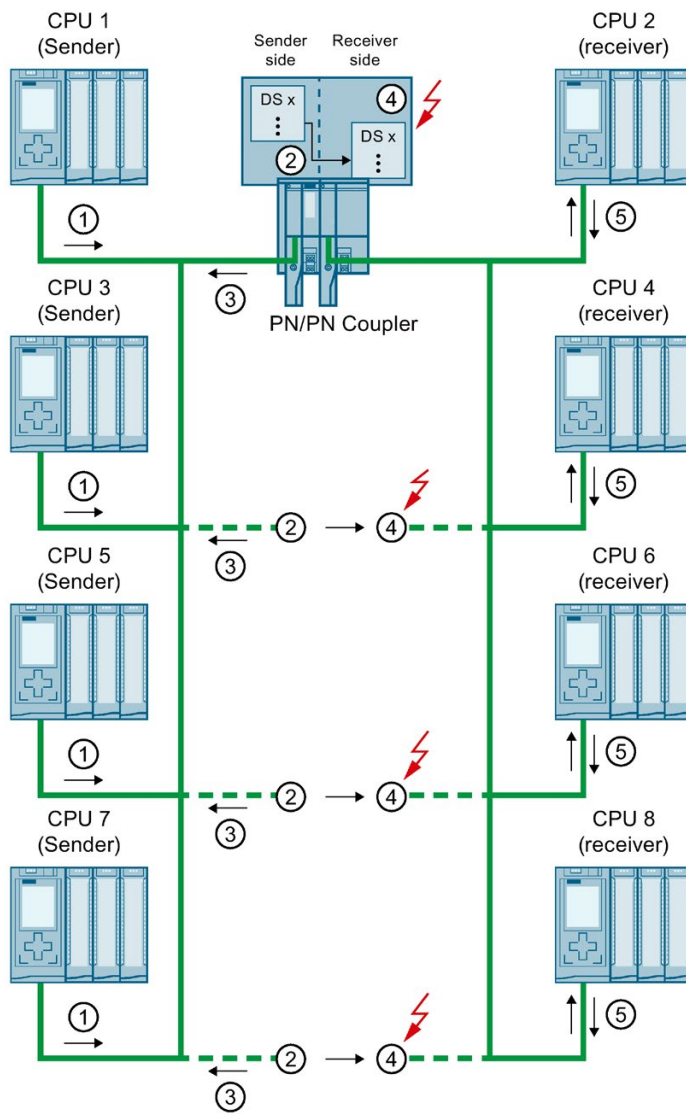 CPU 1
(Sender)
Sender
side
Receiver
side
CPU 2
(receiver)
DS x
⋮
4
DS x
⋮
2
1
5
3
PN/PN Coupler
CPU 3
(Sender)
CPU 4
(receiver)
1
5
2
4
3
CPU 5
(Sender)
CPU 6
(receiver)
1
5
2
4
3
CPU 7
(Sender)
CPU 8
(receiver)
1
5
2
4
3